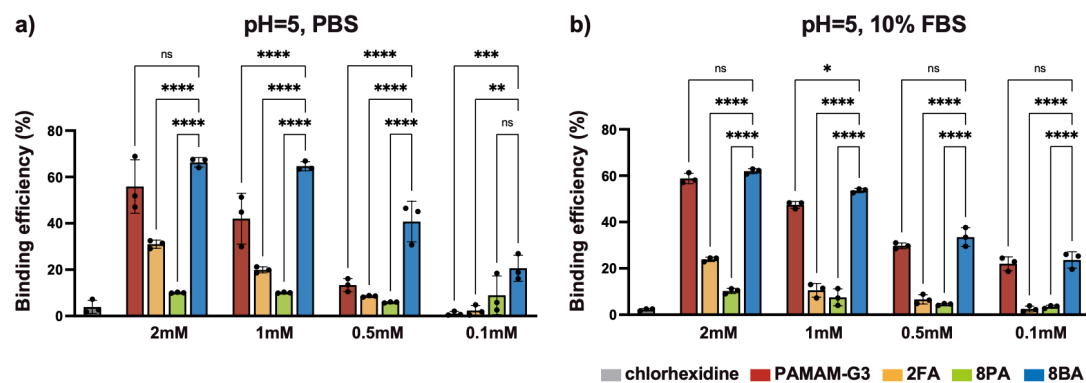 a)
pH=5, PBS
ns
****
****
***
****
****
****
**
****
****
****
ns
Binding efficiency (%)
80
60
40
20
0
2mM
1mM
0.5mM
0.1mM
b)
pH=5, 10% FBS
ns
*
ns
ns
****
****
****
****
****
****
****
****
Binding efficiency (%)
80
60
40
20
0
2mM
1mM
0.5mM
0.1mM
chlorhexidine PAMAM-G3 2FA 8PA 8BA